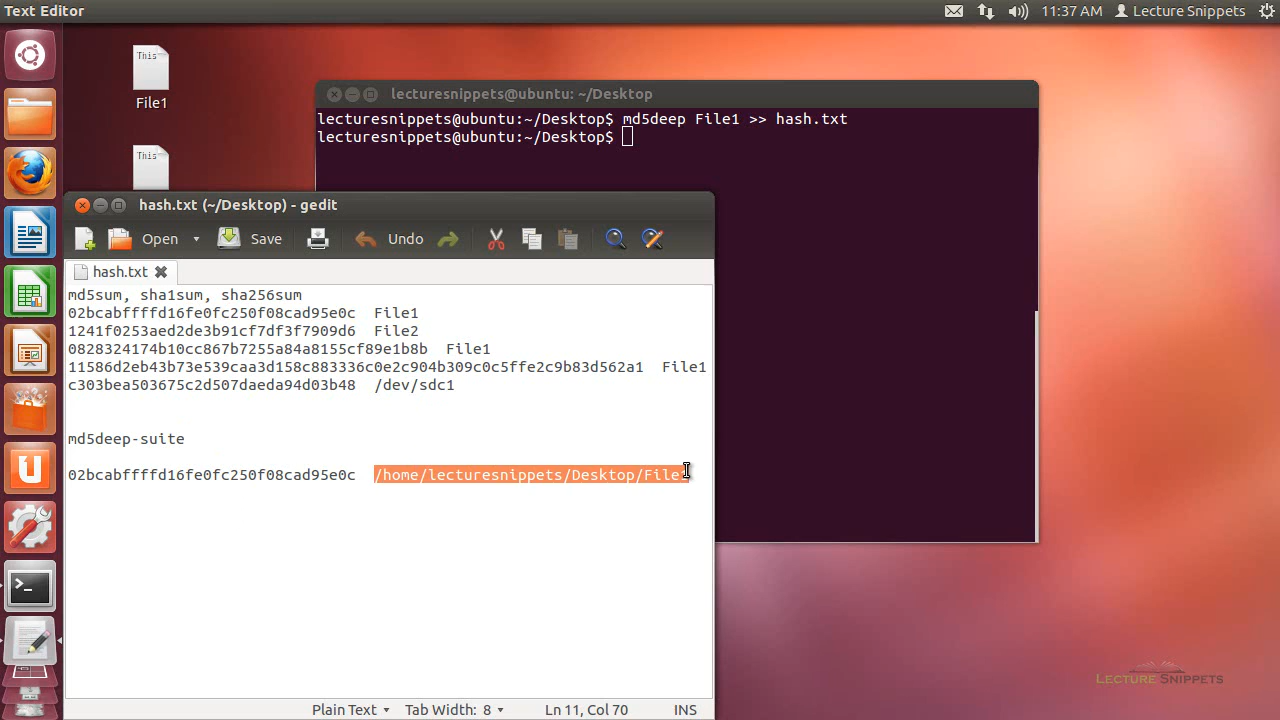 Text Editor
11:37 AM
Lecture Snippets
This
File1
This
lecturesnippets@ubuntu: ~/Desktop
lecturesnippets@ubuntu:~/Desktop$ md5deep File1 >> hash.txt
lecturesnippets@ubuntu:~/Desktop$
hash.txt (~/Desktop) - gedit
Open
Save
Undo
hash.txt
md5sum, sha1sum, sha256sum
02bcabffffd16fe0fc250f08cad95e0c  File1
1241f0253aed2de3b91cf7df3f7909d6  File2
0828324174b10cc867b7255a84a8155cf89e1b8b  File1
11586d2eb43b73e539caa3d158c883336c0e2c904b309c0c5ffe2c9b83d562a1  File1
c303bea503675c2d507daeda94d03b48  /dev/sdc1
md5deep-suite
02bcabffffd16fe0fc250f08cad95e0c  /home/lecturesnippets/Desktop/File1
Plain Text
Tab Width: 8
Ln 11, Col 70
INS
LECTURE SNIPPETS